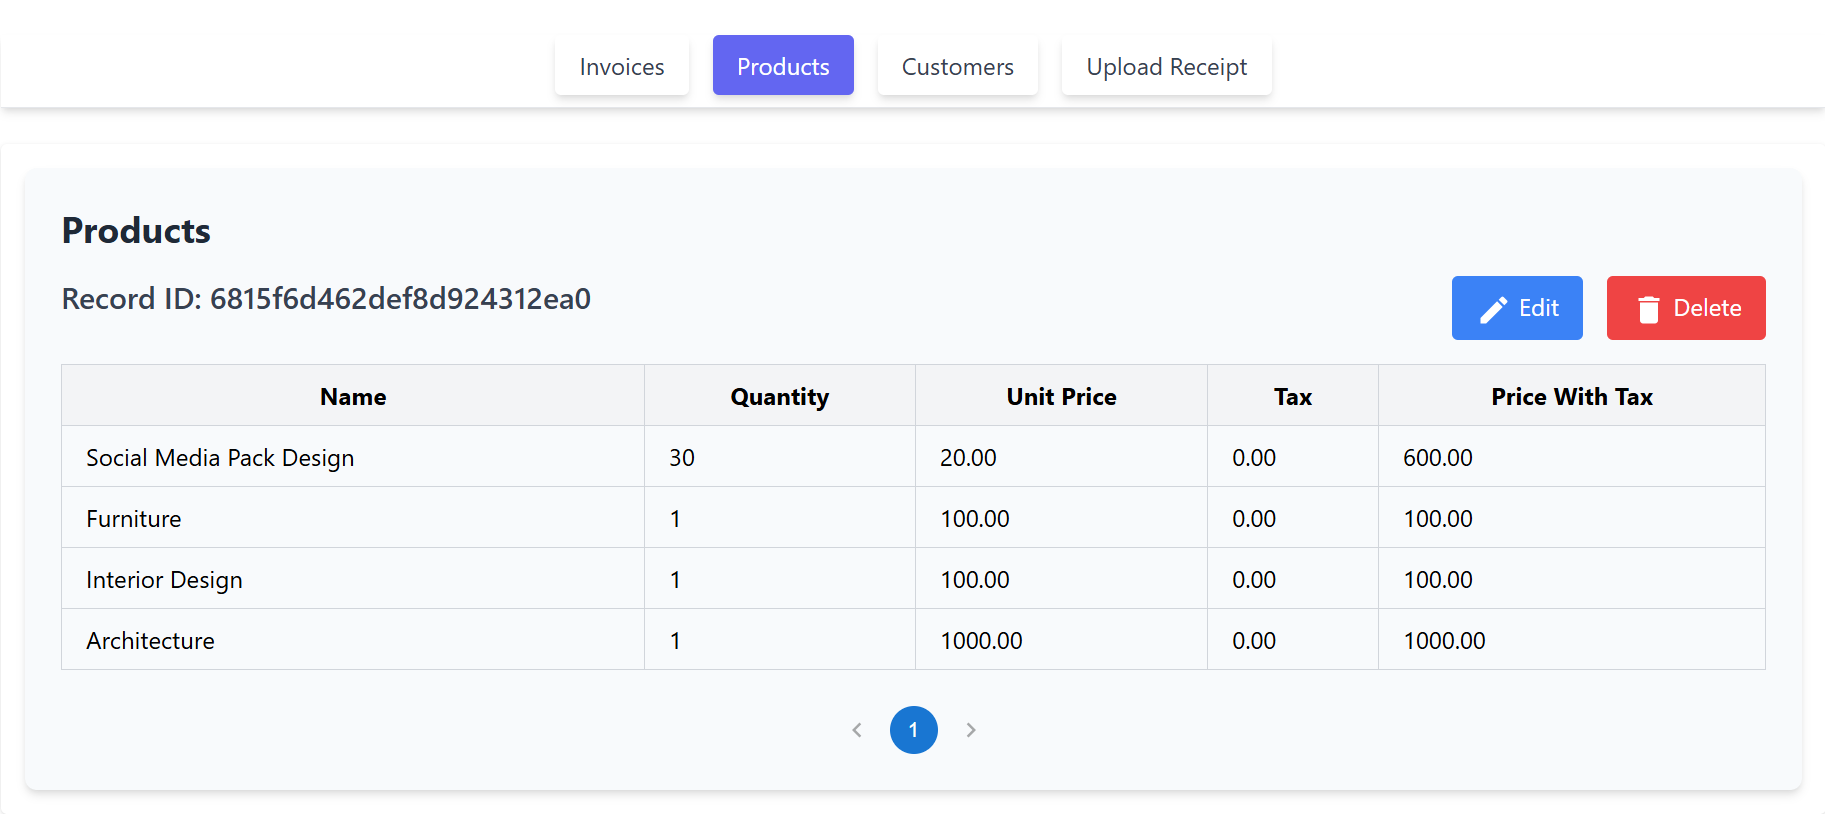 Invoices Products Customers Upload Receipt
Products
Record ID: 6815f6d462def8d924312ea0
Edit Delete
Name Quantity Unit Price Tax Price With Tax
Social Media Pack Design 30 20.00 0.00 600.00
Furniture 1 100.00 0.00 100.00
Interior Design 1 100.00 0.00 100.00
Architecture 1 1000.00 0.00 1000.00
1